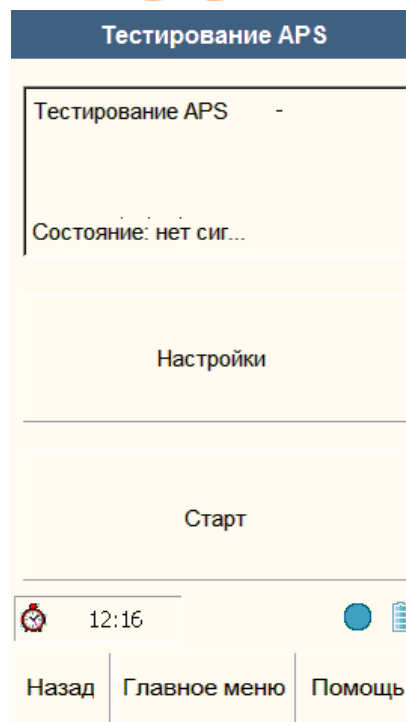 Тестирование APS
Тестирование APS -
Состояние: нет сиг...
Настройки
Старт
12:16
Назад Главное меню Помощь